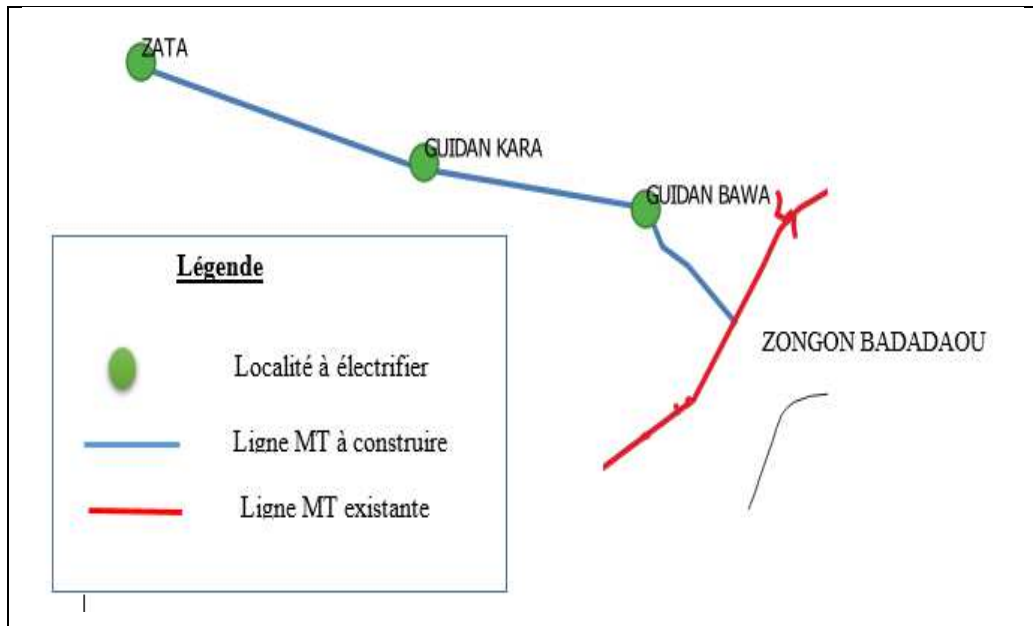 ZATA
GUIDAN KARA
GUIDAN BAWA
ZONGON BADADAOU
Légende
Localité à électrifier
Ligne MT à construire
Ligne MT existante